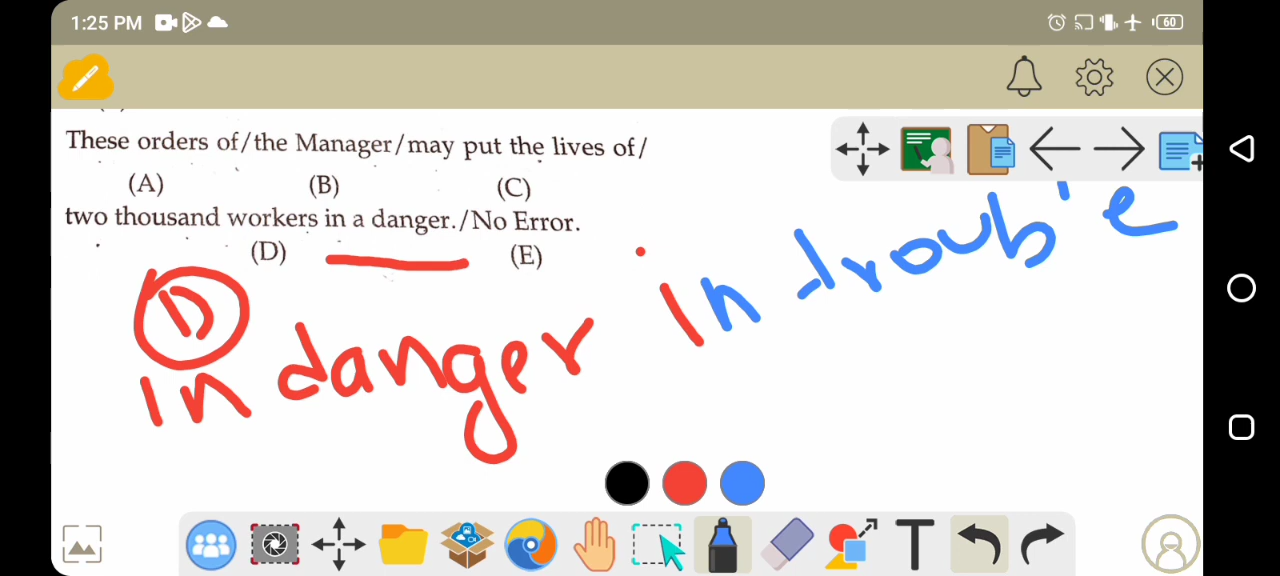 1:25 PM
60
These orders of/the Manager/may put the lives of/
(A) (B) (C)
two thousand workers in a danger./No Error.
(D) (E)
D
in danger in trouble
T